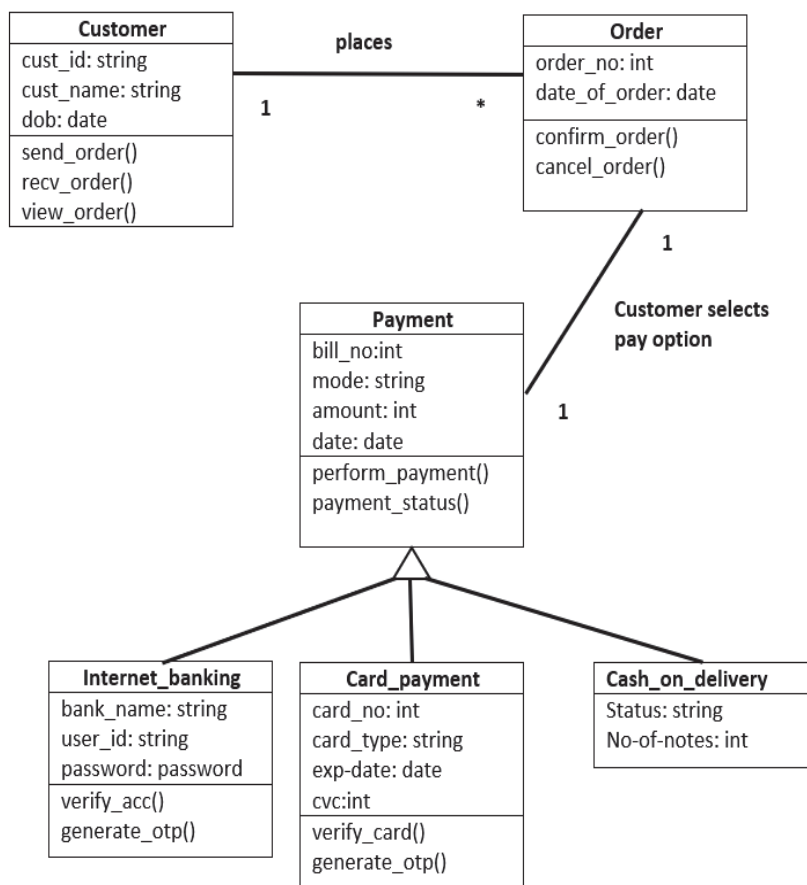 Customer
cust_id: string
cust_name: string
dob: date
send_order()
recv_order()
view_order()
places
1
*
Order
order_no: int
date_of_order: date
confirm_order()
cancel_order()
1
Customer selects
pay option
1
Payment
bill_no:int
mode: string
amount: int
date: date
perform_payment()
payment_status()
Internet_banking
bank_name: string
user_id: string
password: password
verify_acc()
generate_otp()
Card_payment
card_no: int
card_type: string
exp-date: date
cvc:int
verify_card()
generate_otp()
Cash_on_delivery
Status: string
No-of-notes: int